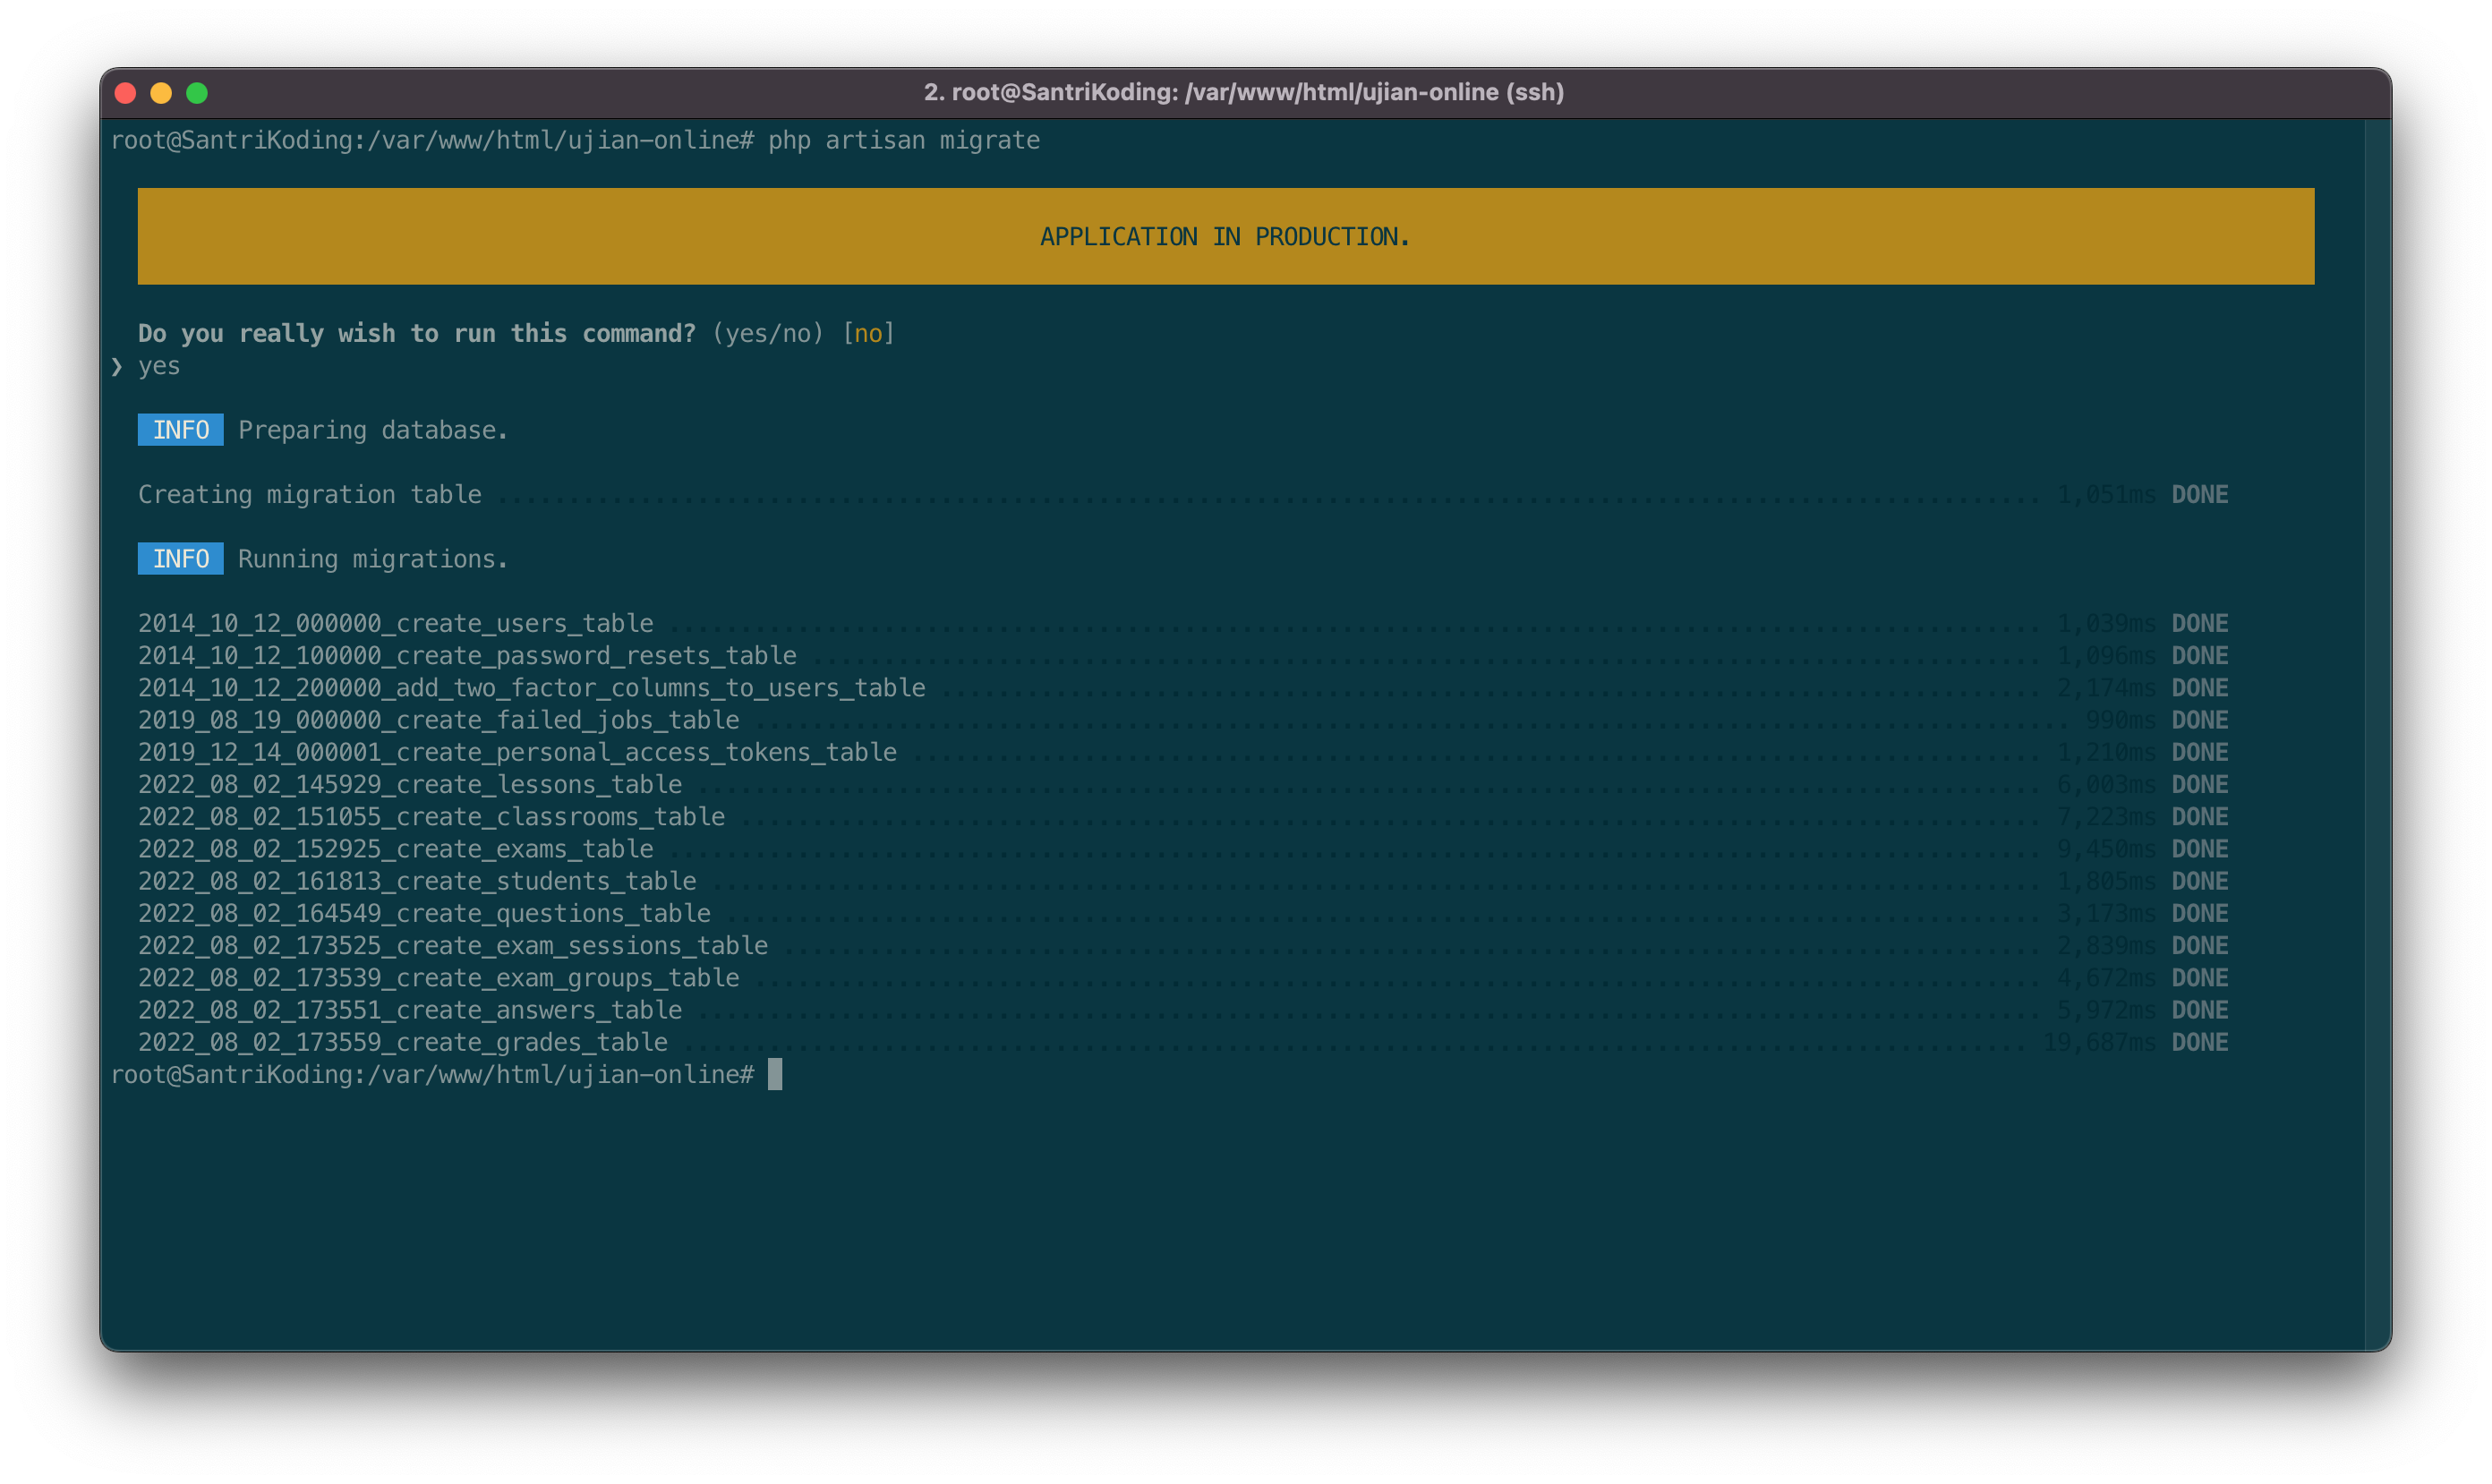 2. root@SantriKoding: /var/www/html/ujian-online (ssh)
root@SantriKoding:/var/www/html/ujian-online# php artisan migrate
APPLICATION IN PRODUCTION.
Do you really wish to run this command? (yes/no) [no]
❯ yes
INFO Preparing database.
Creating migration table ........................................................................................................... 1,051ms DONE
INFO Running migrations.
2014_10_12_000000_create_users_table ............................................................................................... 1,039ms DONE
2014_10_12_100000_create_password_resets_table ..................................................................................... 1,096ms DONE
2014_10_12_200000_add_two_factor_columns_to_users_table ............................................................................ 2,174ms DONE
2019_08_19_000000_create_failed_jobs_table ........................................................................................... 990ms DONE
2019_12_14_000001_create_personal_access_tokens_table .............................................................................. 1,210ms DONE
2022_08_02_145929_create_lessons_table ............................................................................................. 6,003ms DONE
2022_08_02_151055_create_classrooms_table .......................................................................................... 7,223ms DONE
2022_08_02_152925_create_exams_table ............................................................................................... 9,450ms DONE
2022_08_02_161813_create_students_table ............................................................................................ 1,805ms DONE
2022_08_02_164549_create_questions_table ........................................................................................... 3,173ms DONE
2022_08_02_173525_create_exam_sessions_table ....................................................................................... 2,839ms DONE
2022_08_02_173539_create_exam_groups_table ......................................................................................... 4,672ms DONE
2022_08_02_173551_create_answers_table ............................................................................................. 5,972ms DONE
2022_08_02_173559_create_grades_table ............................................................................................. 19,687ms DONE
root@SantriKoding:/var/www/html/ujian-online#